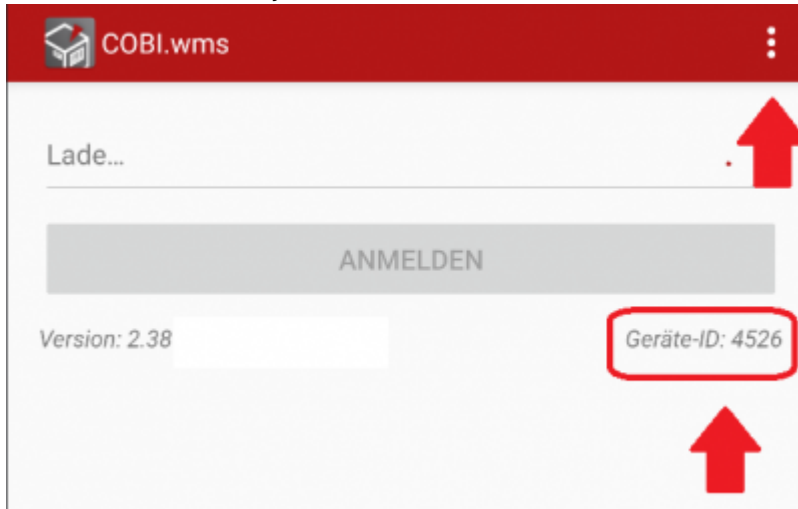 COBI.wms
Lade...
ANMELDEN
Version: 2.38
Geräte-ID: 4526